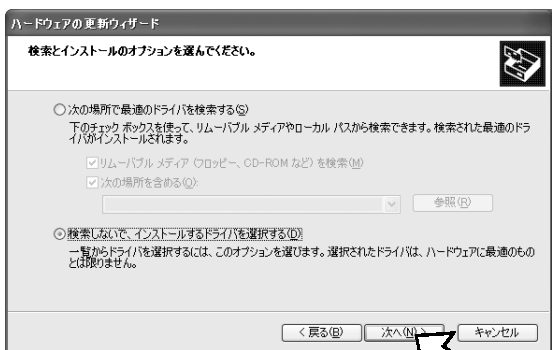 ハードウェアの更新ウィザード
検索とインストールのオプションを選んでください。
次の場所で最適のドライバを検索する(S)
下のチェック ボックスを使って、リムーバブル メディアやローカル パスから検索できます。検索された最適のドラ
イバがインストールされます。
リムーバブル メディア (フロッピー、CD-ROM など) を検索(M)
次の場所を含める(O):
参照(R)
検索しないで、インストールするドライバを選択する(D)
一覧からドライバを選択するには、このオプションを選びます。選択されたドライバは、ハードウェアに最適のもの
とは限りません。
< 戻る(B)
次へ(N) >
キャンセル